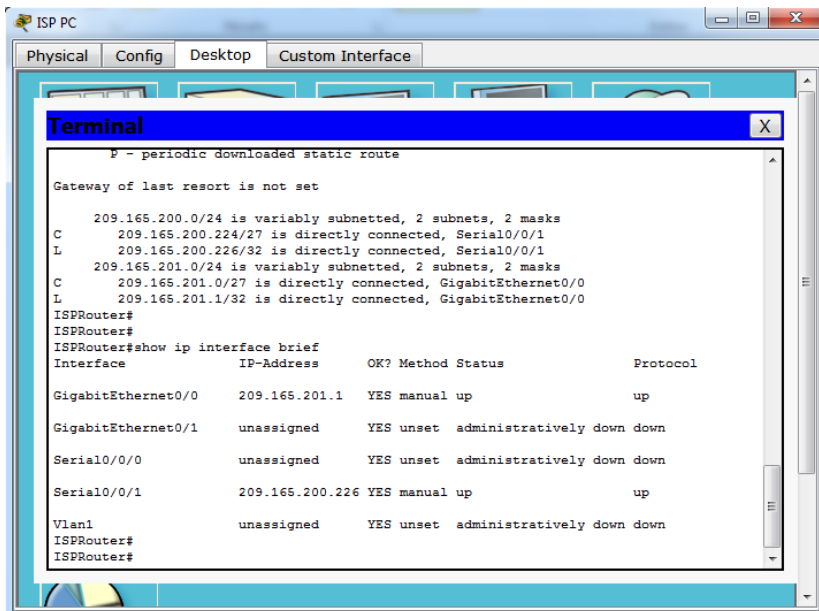 ISP PC
Physical Config Desktop Custom Interface
Terminal X
P - periodic downloaded static route
Gateway of last resort is not set
209.165.200.0/24 is variably subnetted, 2 subnets, 2 masks
C 209.165.200.224/27 is directly connected, Serial0/0/1
L 209.165.200.226/32 is directly connected, Serial0/0/1
209.165.201.0/24 is variably subnetted, 2 subnets, 2 masks
C 209.165.201.0/27 is directly connected, GigabitEthernet0/0
L 209.165.201.1/32 is directly connected, GigabitEthernet0/0
ISPRouter#
ISPRouter#
ISPRouter#show ip interface brief
Interface IP-Address OK? Method Status Protocol
GigabitEthernet0/0 209.165.201.1 YES manual up up
GigabitEthernet0/1 unassigned YES unset administratively down down
Serial0/0/0 unassigned YES unset administratively down down
Serial0/0/1 209.165.200.226 YES manual up up
Vlan1 unassigned YES unset administratively down down
ISPRouter#
ISPRouter#